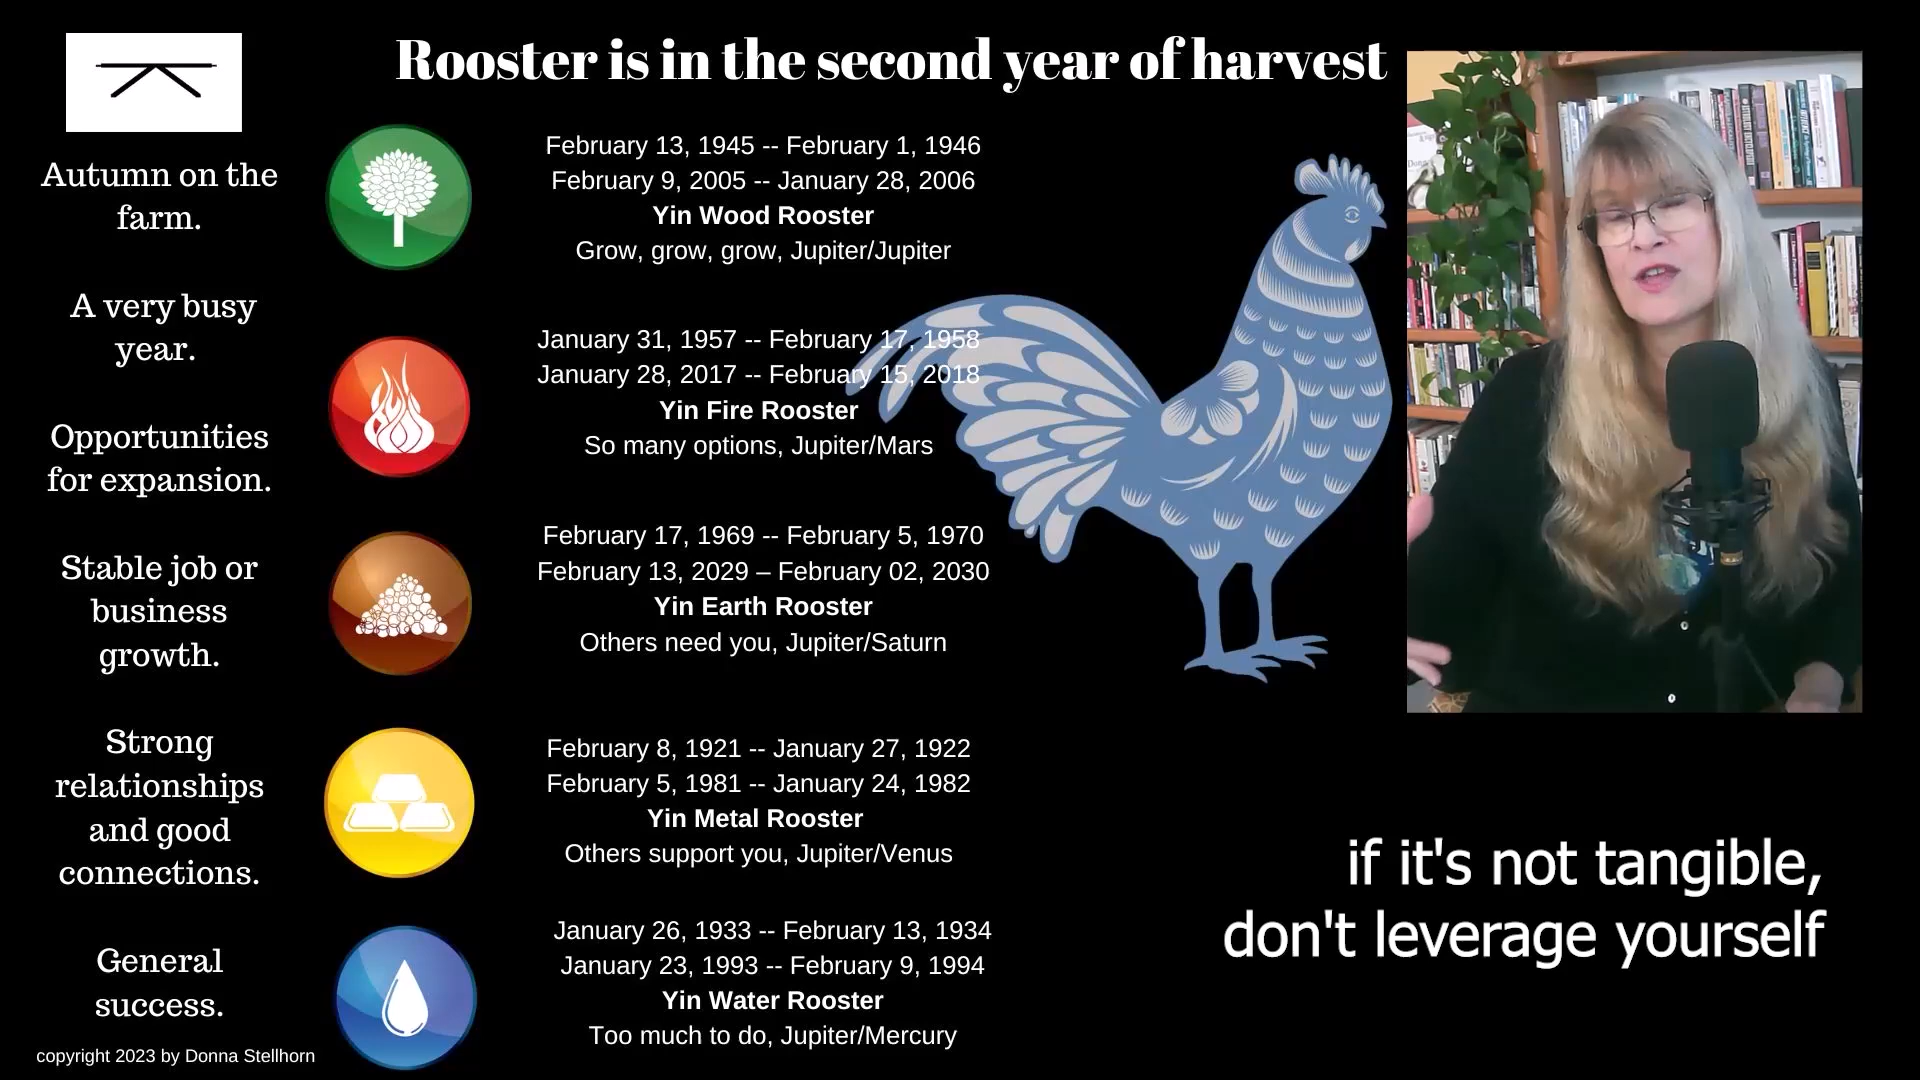 Rooster is in the second year of harvest
Autumn on the
farm.
A very busy
year.
Opportunities
for expansion.
Stable job or
business
growth.
Strong
relationships
and good
connections.
General
success.
copyright 2023 by Donna Stellhorn
February 13, 1945 -- February 1, 1946
February 9, 2005 -- January 28, 2006
Yin Wood Rooster
Grow, grow, grow, Jupiter/Jupiter
January 31, 1957 -- February 17, 1958
January 28, 2017 -- February 15, 2018
Yin Fire Rooster
So many options, Jupiter/Mars
February 17, 1969 -- February 5, 1970
February 13, 2029 – February 02, 2030
Yin Earth Rooster
Others need you, Jupiter/Saturn
February 8, 1921 -- January 27, 1922
February 5, 1981 -- January 24, 1982
Yin Metal Rooster
Others support you, Jupiter/Venus
January 26, 1933 -- February 13, 1934
January 23, 1993 -- February 9, 1994
Yin Water Rooster
Too much to do, Jupiter/Mercury
if it's not tangible,
don't leverage yourself